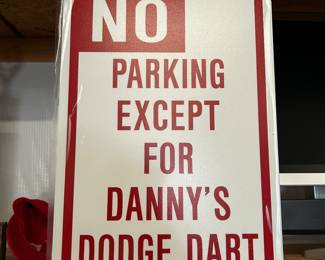 NO
PARKING
EXCEPT
FOR
DANNY'S
DODGE DART